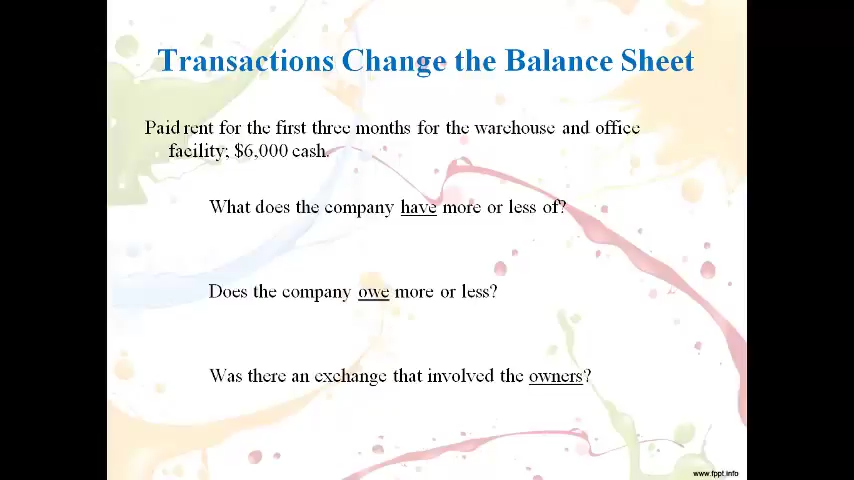 Transactions Change the Balance Sheet
Paid rent for the first three months for the warehouse and office
facility; $6,000 cash.
What does the company have more or less of?
Does the company owe more or less?
Was there an exchange that involved the owners?
www.fppt.info